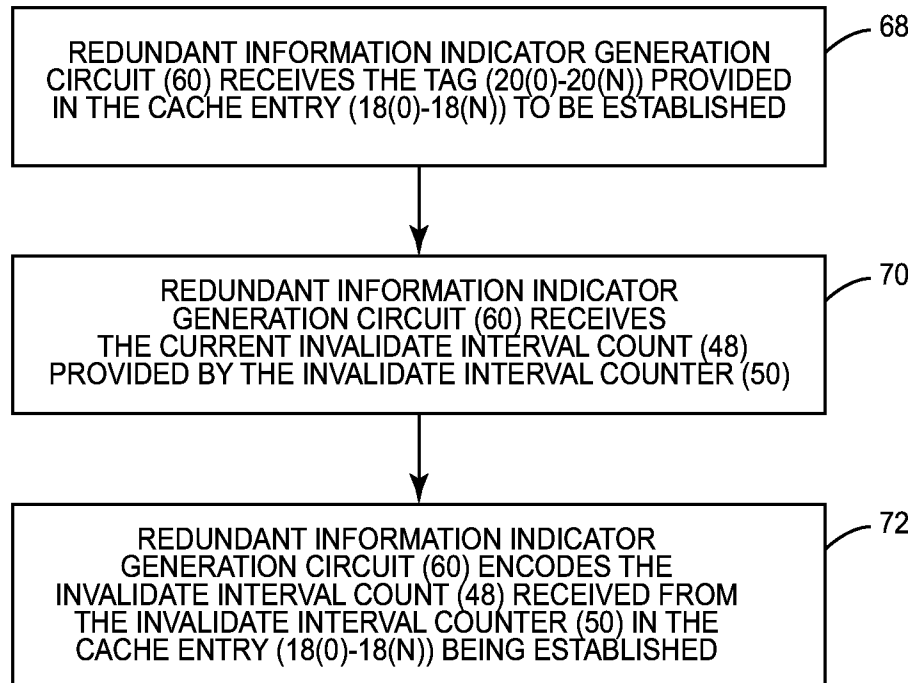 REDUNDANT INFORMATION INDICATOR GENERATION
CIRCUIT (60) RECEIVES THE TAG (20(0)-20(N)) PROVIDED
IN THE CACHE ENTRY (18(0)-18(N)) TO BE ESTABLISHED
68
REDUNDANT INFORMATION INDICATOR
GENERATION CIRCUIT (60) RECEIVES
THE CURRENT INVALIDATE INTERVAL COUNT (48)
PROVIDED BY THE INVALIDATE INTERVAL COUNTER (50)
70
REDUNDANT INFORMATION INDICATOR
GENERATION CIRCUIT (60) ENCODES THE
INVALIDATE INTERVAL COUNT (48) RECEIVED FROM
THE INVALIDATE INTERVAL COUNTER (50) IN THE
CACHE ENTRY (18(0)-18(N)) BEING ESTABLISHED
72